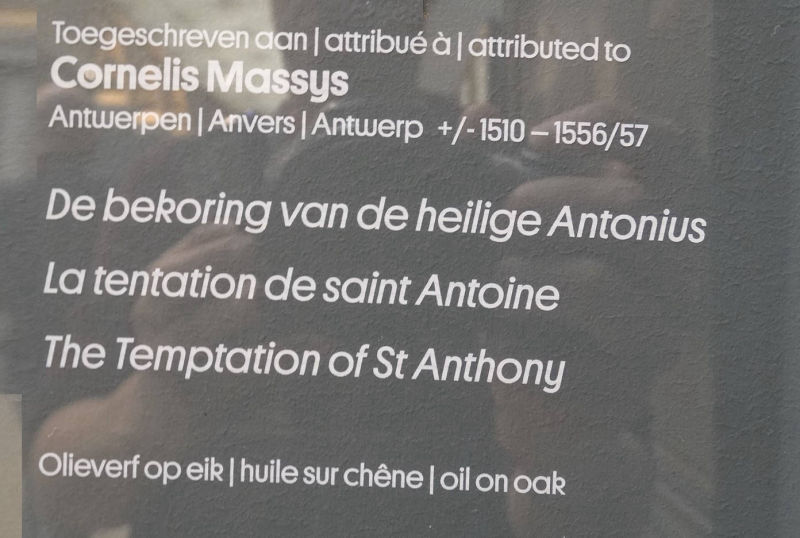 Toegeschreven aan | attribué à | attributed to
Cornelis Massys
Antwerpen | Anvers | Antwerp +/- 1510 – 1556/57
De bekoring van de heilige Antonius
La tentation de saint Antoine
The Temptation of St Anthony
Olieverf op eik | huile sur chêne | oil on oak